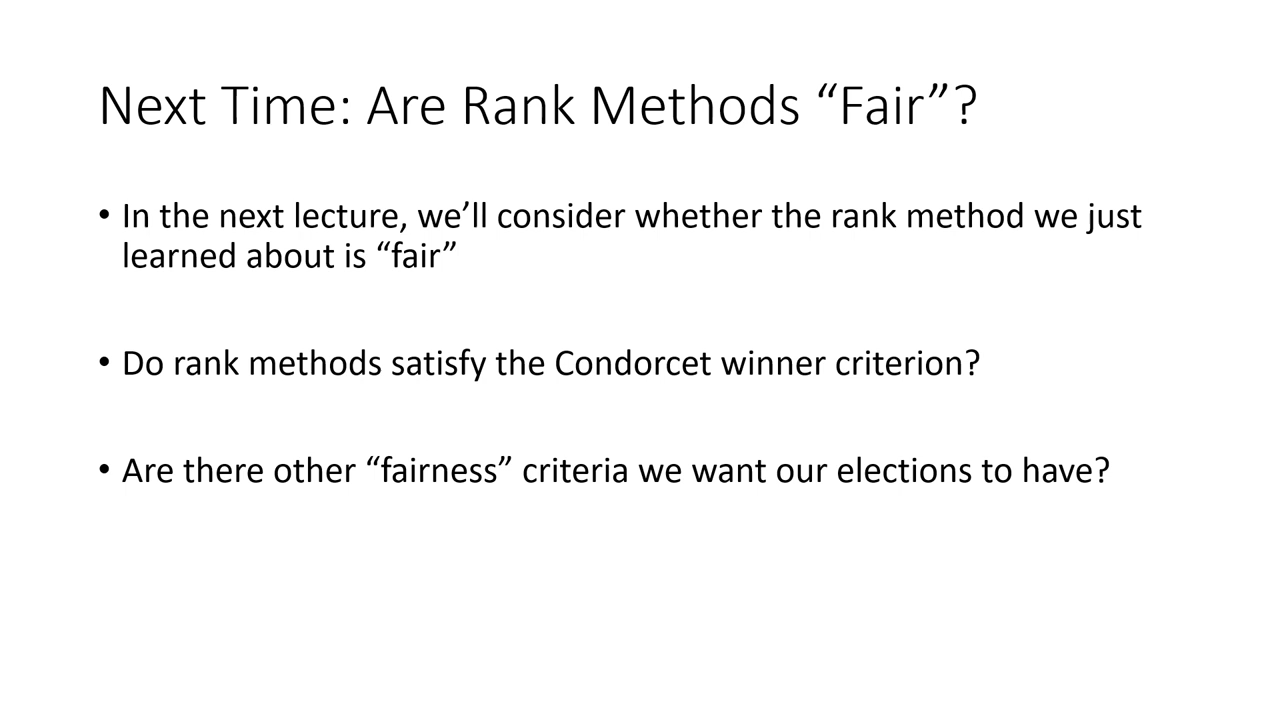 Next Time: Are Rank Methods “Fair”?
• In the next lecture, we’ll consider whether the rank method we just
learned about is “fair”
• Do rank methods satisfy the Condorcet winner criterion?
• Are there other “fairness” criteria we want our elections to have?